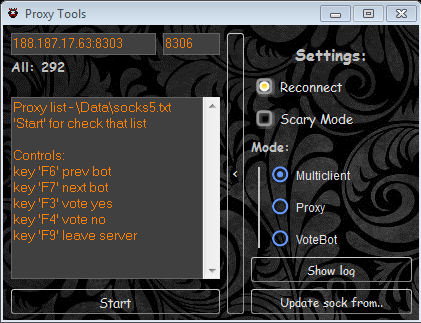 Proxy Tools
188.187.17.63:8303
8306
All: 292
Proxy list - \Data\socks5.txt
'Start' for check that list
Controls:
key 'F6' prev bot
key 'F7' next bot
key 'F3' vote yes
key 'F4' vote no
key 'F9' leave server
Start
<
Settings:
Reconnect
Scary Mode
Mode:
Multiclient
Proxy
VoteBot
Show log
Update sock from..